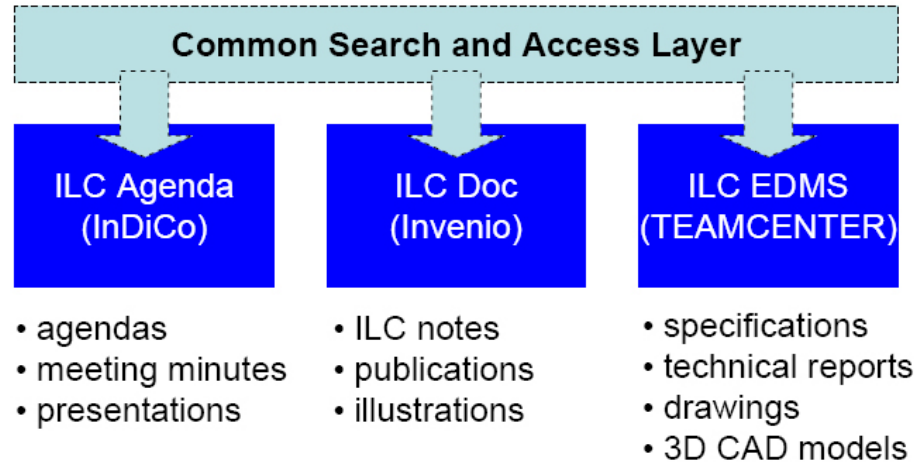 Common Search and Access Layer
ILC Agenda
(InDiCo)
• agendas
• meeting minutes
• presentations
ILC Doc
(Invenio)
• ILC notes
• publications
• illustrations
ILC EDMS
(TEAMCENTER)
• specifications
• technical reports
• drawings
• 3D CAD models